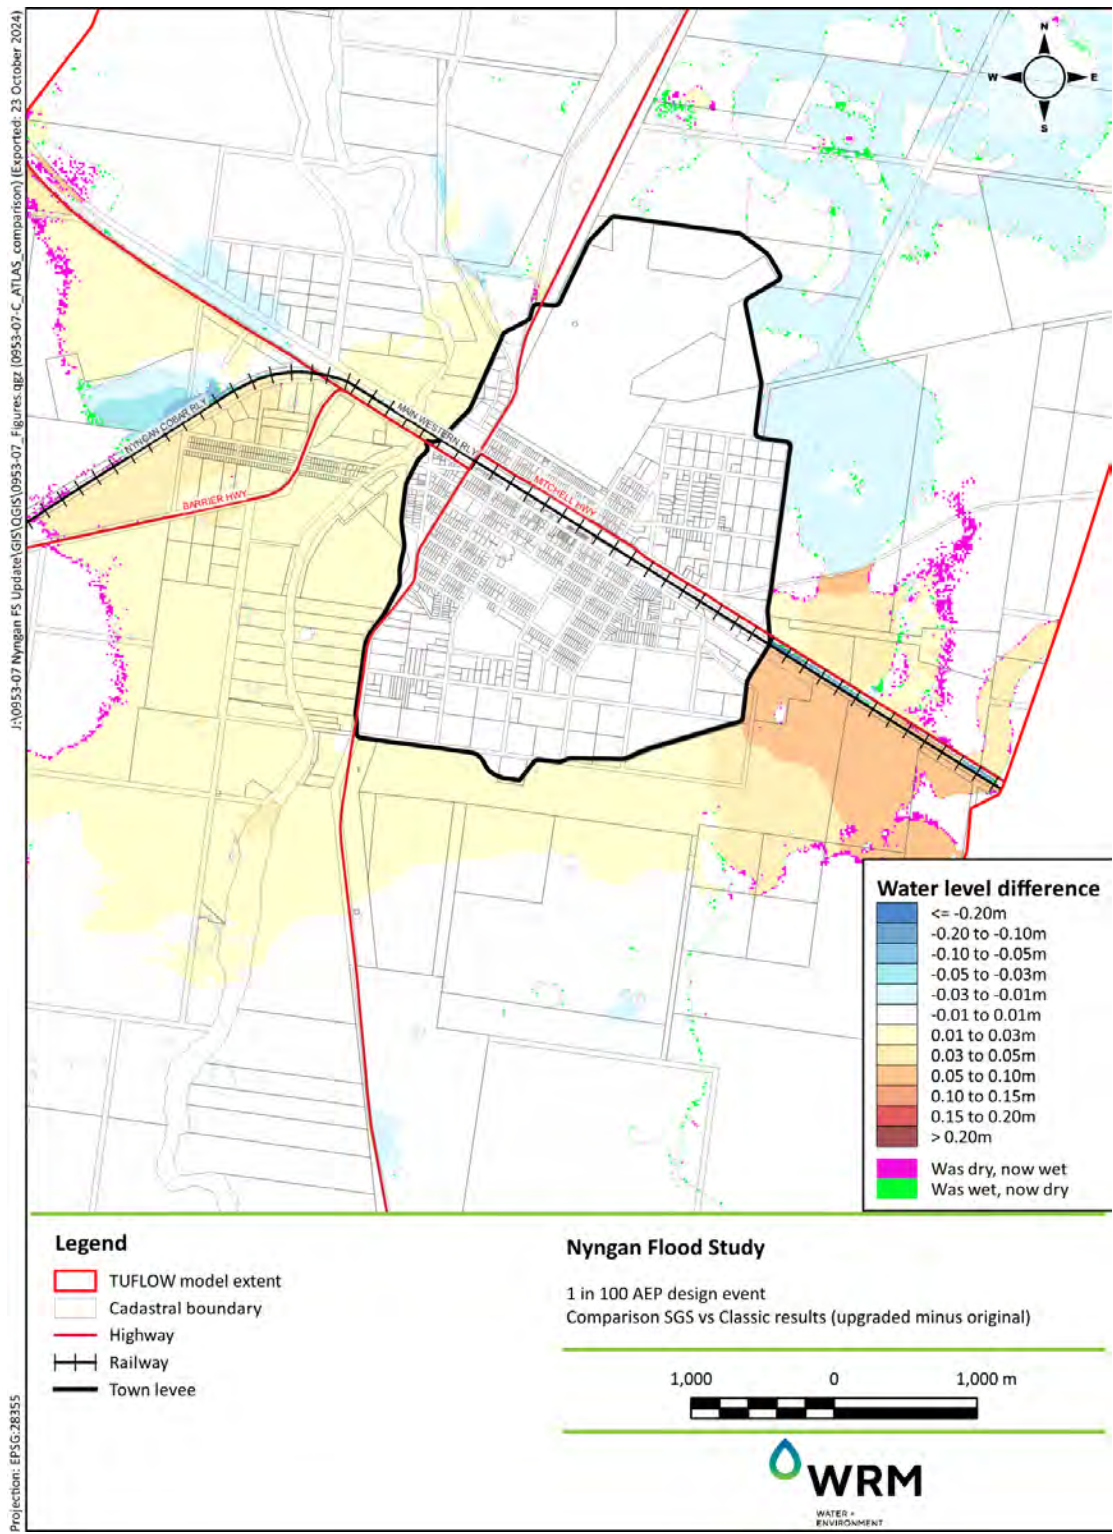 J:\0953-07 Nyngan FS Update\GIS\QGIS\0953-07_Figures.qgz (0953-07-C_ATLAS_comparison) (Exported: 23 October 2024)
N
W
E
S
NYNGAN COBAR RLY
MAIN WESTERN RLY
MITCHELL HWY
BARRIER HWY
Water level difference
<= -0.20m
-0.20 to -0.10m
-0.10 to -0.05m
-0.05 to -0.03m
-0.03 to -0.01m
-0.01 to 0.01m
0.01 to 0.03m
0.03 to 0.05m
0.05 to 0.10m
0.10 to 0.15m
0.15 to 0.20m
> 0.20m
Was dry, now wet
Was wet, now dry
Legend
TUFLOW model extent
Cadastral boundary
Highway
Railway
Town levee
Nyngan Flood Study
1 in 100 AEP design event
Comparison SGS vs Classic results (upgraded minus original)
1,000 0 1,000 m
WRM
WATER +
ENVIRONMENT
Projection: EPSG:28355